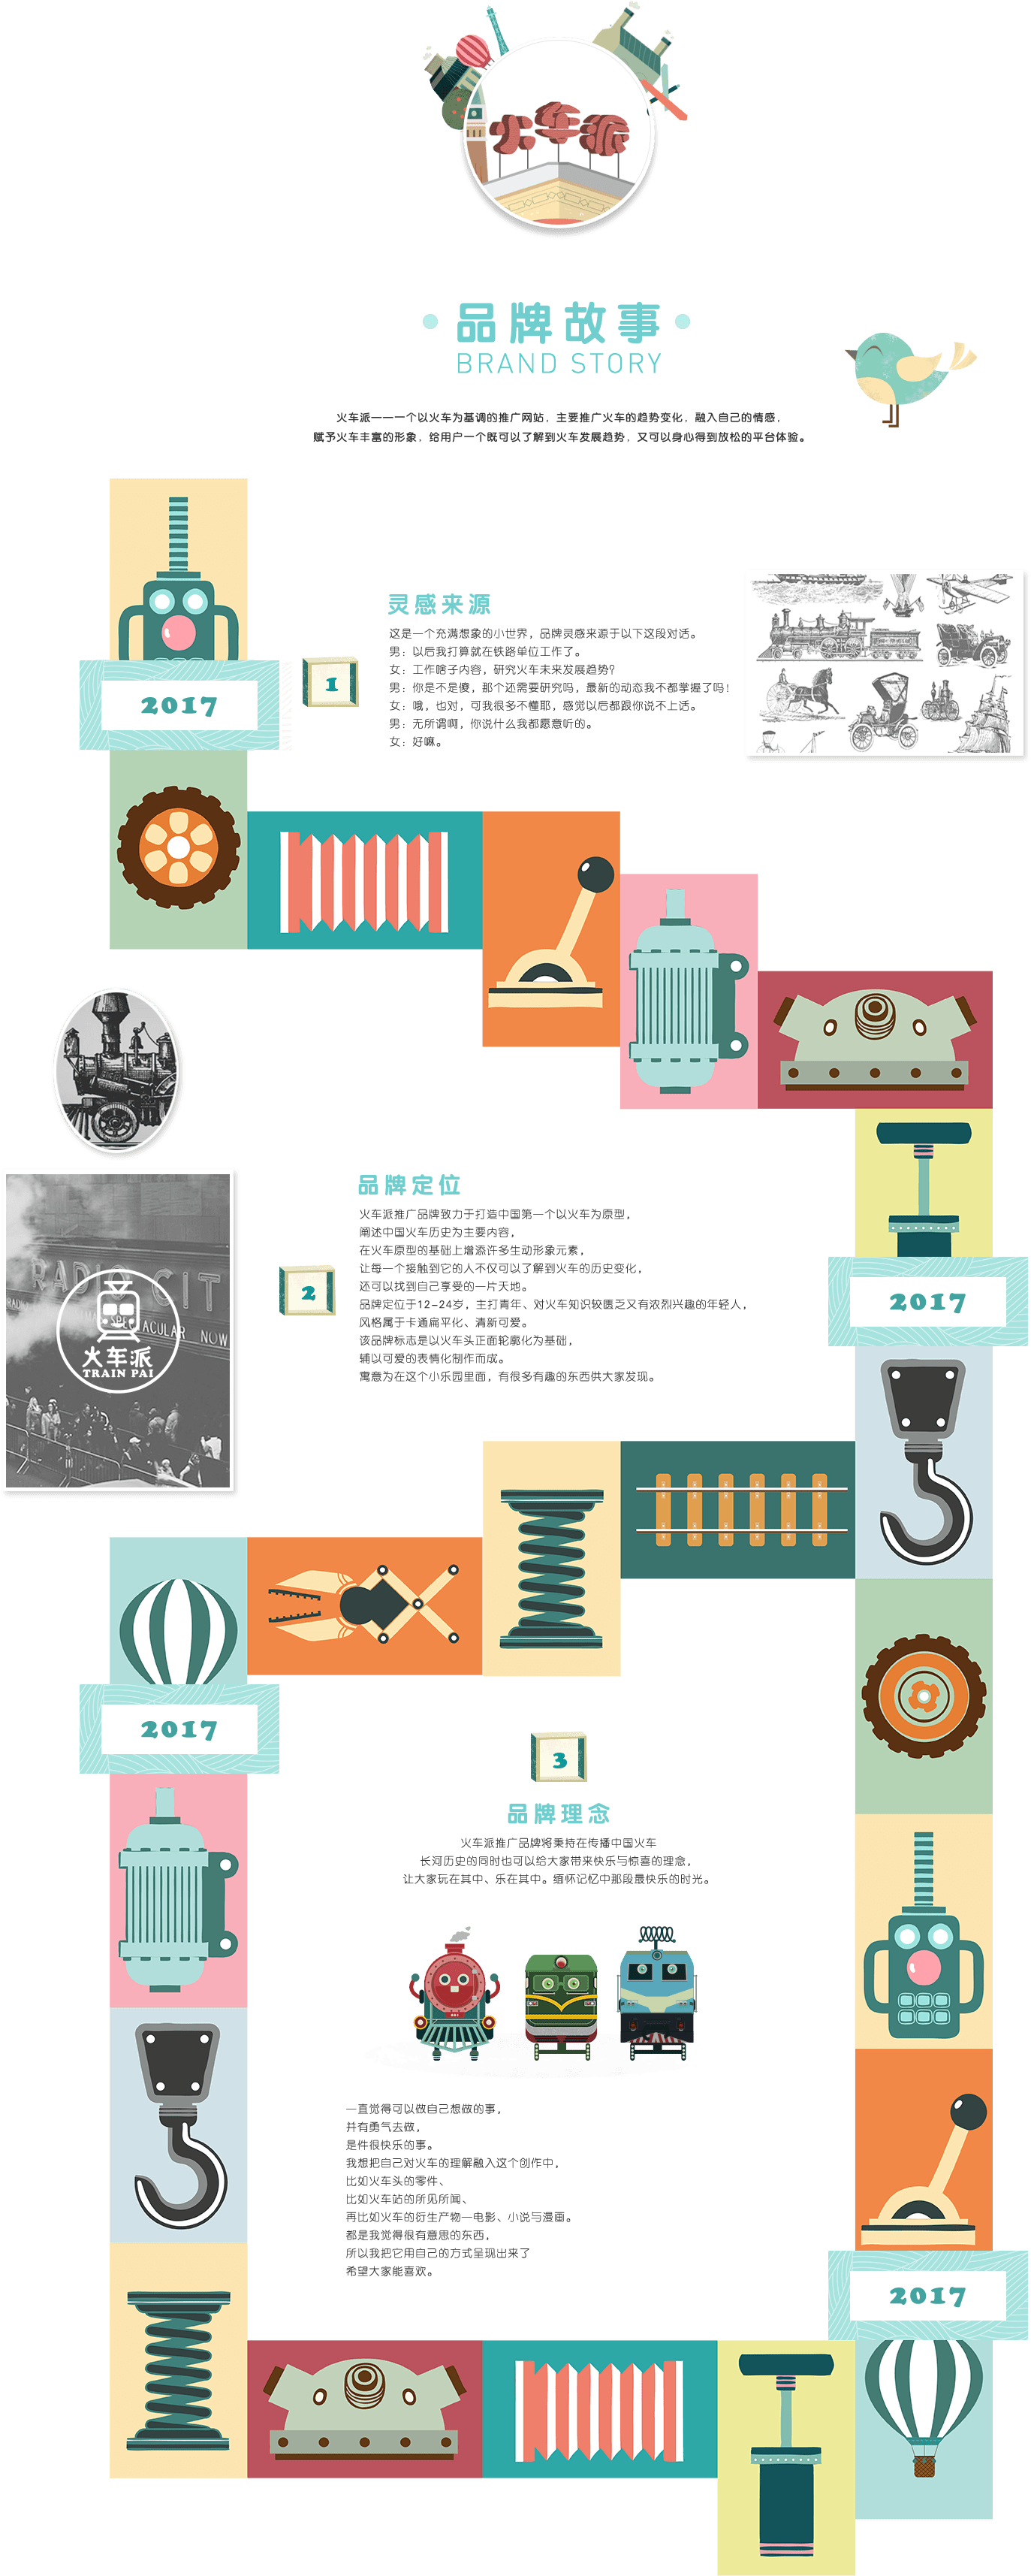 火车派
品牌故事
BRAND STORY
火车派———一个以火车为基调的推广网站，主要推广火车的趋势变化，融入自己的情感，
赋予火车丰富的形象，给用户一个既可以了解到火车发展趋势，又可以身心得到放松的平台体验。
2017
1
灵感来源
这是一个充满想象的小世界，品牌灵感来源于以下这段对话。
男：以后我打算就在铁路单位工作了。
女：工作啥子内容，研究火车未来发展趋势？
男：你是不是傻，那个还需要研究吗，最新的动态我不都掌握了吗！
女：哦，也对，可我很多不懂耶，感觉以后都跟你说不上话。
男：无所谓啊，你说什么我都愿意听的。
女：好嘛。
品牌定位
2
火车派推广品牌致力于打造中国第一个以火车为原型，
阐述中国火车历史为主要内容，
在火车原型的基础上增添许多生动形象元素，
让每一个接触到它的人不仅可以了解到火车的历史变化，
还可以找到自己享受的一片天地。
品牌定位于12-24岁，主打青年、对火车知识较匮乏又有浓烈兴趣的年轻人，
风格属于卡通扁平化、清新可爱。
该品牌标志是以火车头正面轮廓化为基础，
辅以可爱的表情化制作而成。
寓意为在这个小乐园里面，有很多有趣的东西供大家发现。
RADIO CIT
SPECTACULAR NOW
火车派
TRAIN PAI
2017
2017
3
品牌理念
火车派推广品牌将秉持在传播中国火车
长河历史的同时也可以给大家带来快乐与惊喜的理念，
让大家玩在其中、乐在其中。缅怀记忆中那段最快乐的时光。
一直觉得可以做自己想做的事，
并有勇气去做，
是件很快乐的事。
我想把自己对火车的理解融入这个创作中，
比如火车头的零件、
比如火车站的所见所闻、
再比如火车的衍生产物—电影、小说与漫画。
都是我觉得很有意思的东西，
所以我把它用自己的方式呈现出来了
希望大家能喜欢。
2017